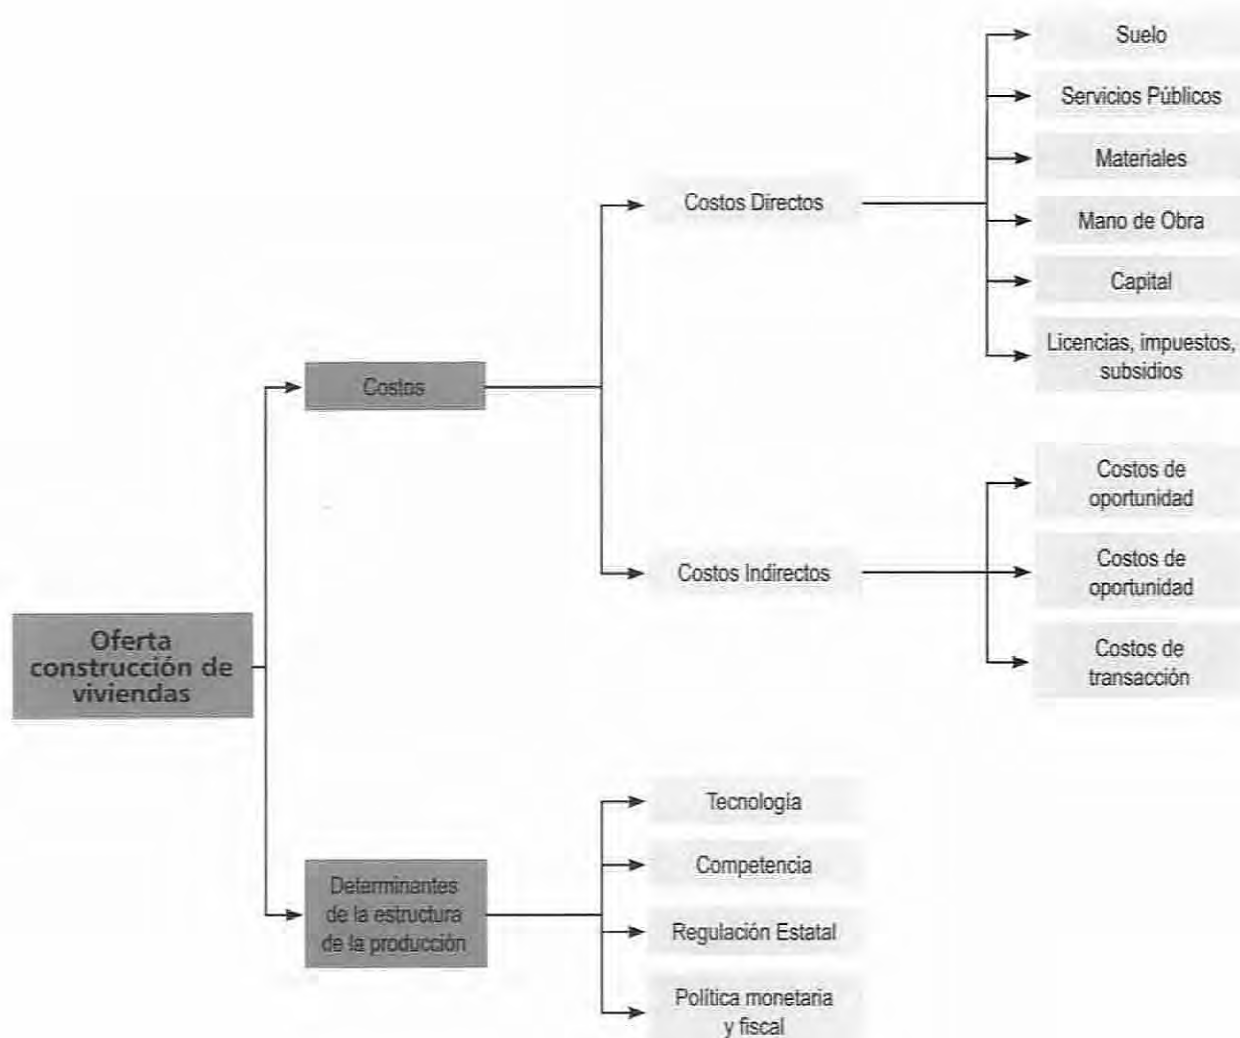 Suelo
Servicios Públicos
Materiales
Costos Directos
Mano de Obra
Capital
Licencias, impuestos,
subsidios
Costos
Costos de
oportunidad
Costos Indirectos
Costos de
oportunidad
Costos de
transacción
Oferta
construcción de
viviendas
Tecnología
Competencia
Determinantes
de la estructura
de la producción
Regulación Estatal
Política monetaria
y fiscal